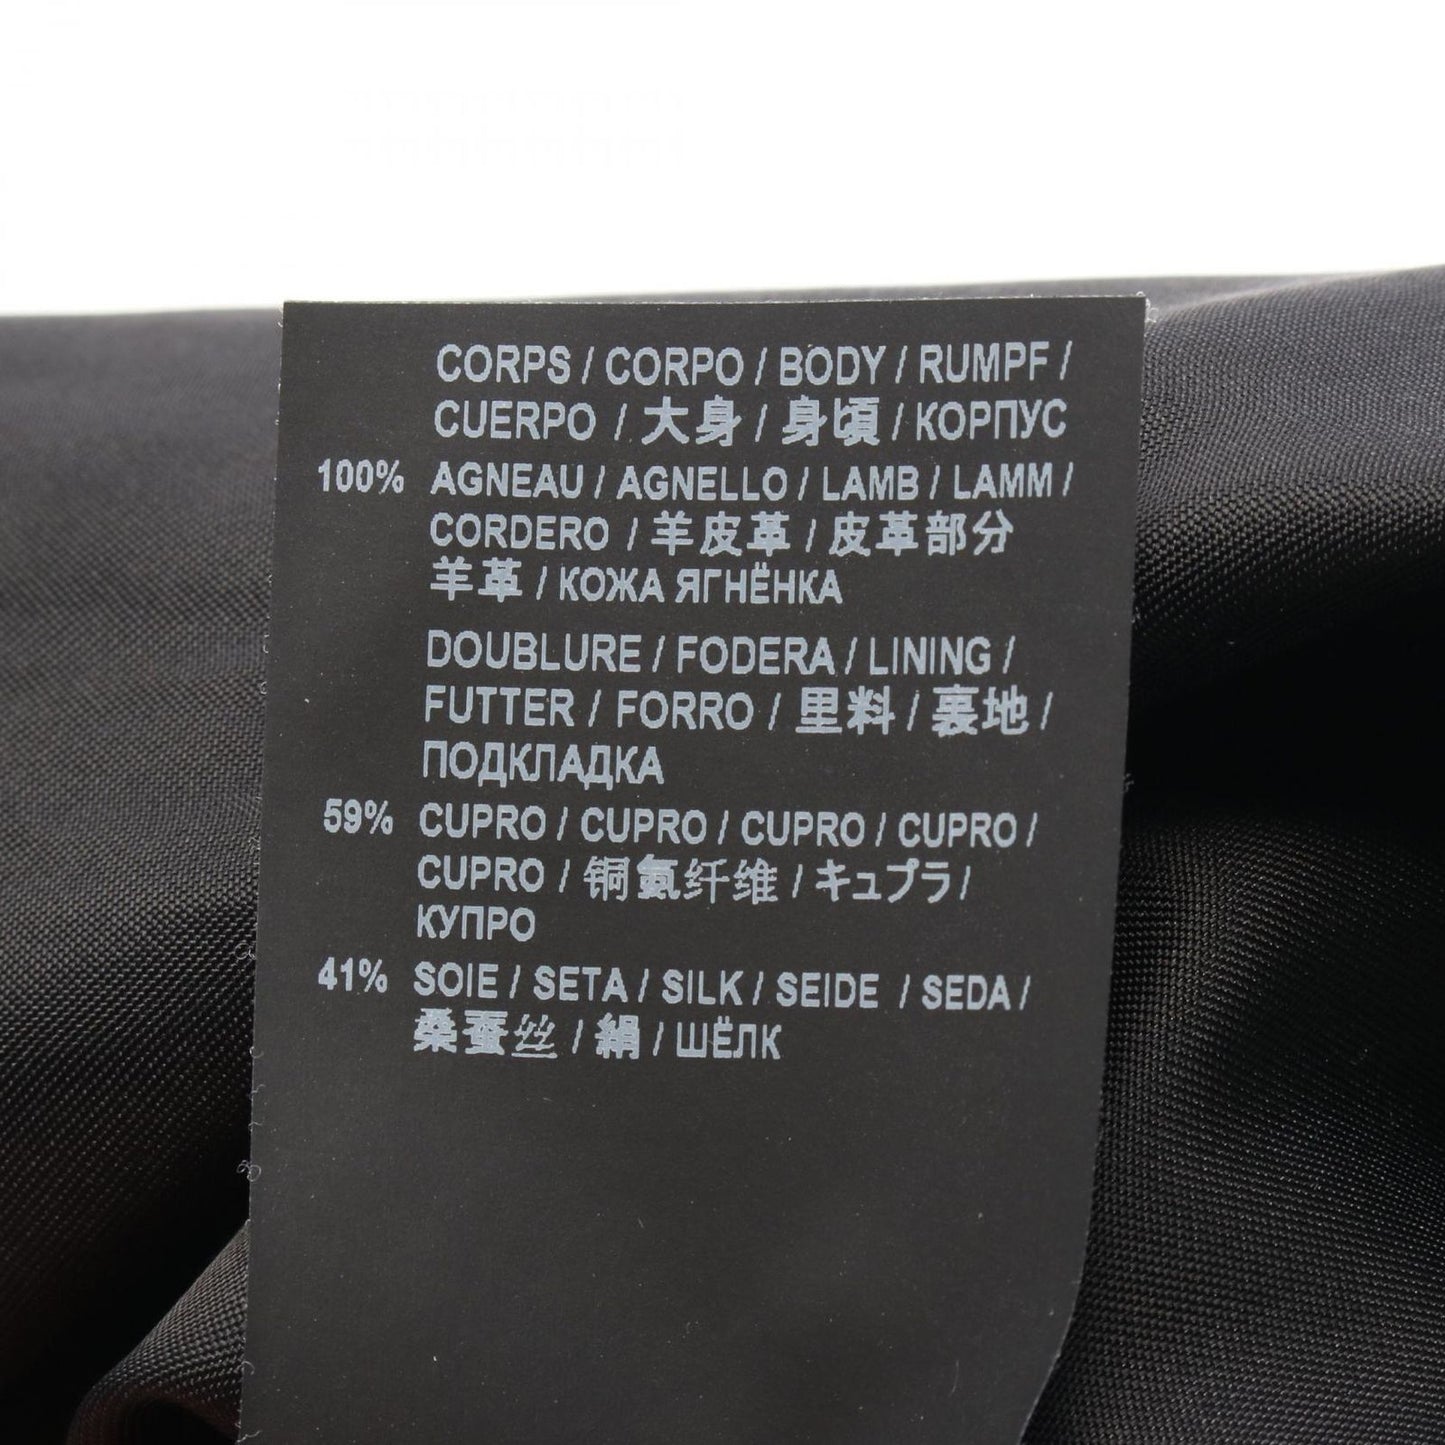 CORPS / CORPO / BODY / RUMPF /
CUERPO / 大身 / 身頃 / КОРПУС
100% AGNEAU / AGNELLO / LAMB / LAMM /
CORDERO / 羊皮革 / 皮革部分
羊革 / КОЖА ЯГНЁНКА
DOUBLURE / FODERA / LINING /
FUTTER / FORRO / 里料 / 裏地 /
ПОДКЛАДКА
59% CUPRO / CUPRO / CUPRO / CUPRO /
CUPRO / 铜氨纤维 / キュプラ /
КУПРО
41% SOIE / SETA / SILK / SEIDE / SEDA /
桑蚕丝 / 絹 / ШЁЛК